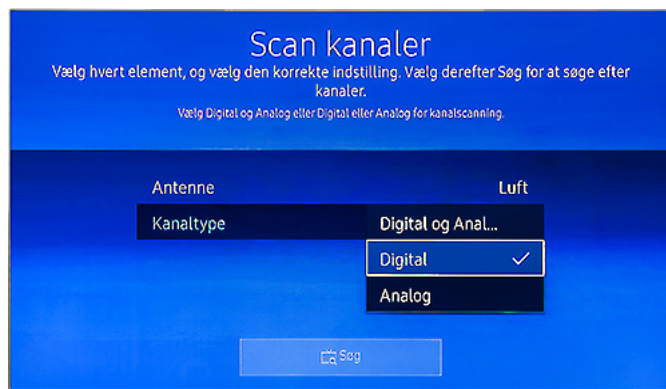 Scan kanaler
Vælg hvert element, og vælg den korrekte indstilling. Vælg derefter Søg for at søge efter
kanaler.
Vælg Digital og Analog eller Digital eller Analog for kanalscanning.
Antenne Luft
Kanaltype Digital og Anal...
Digital
Analog
Søg